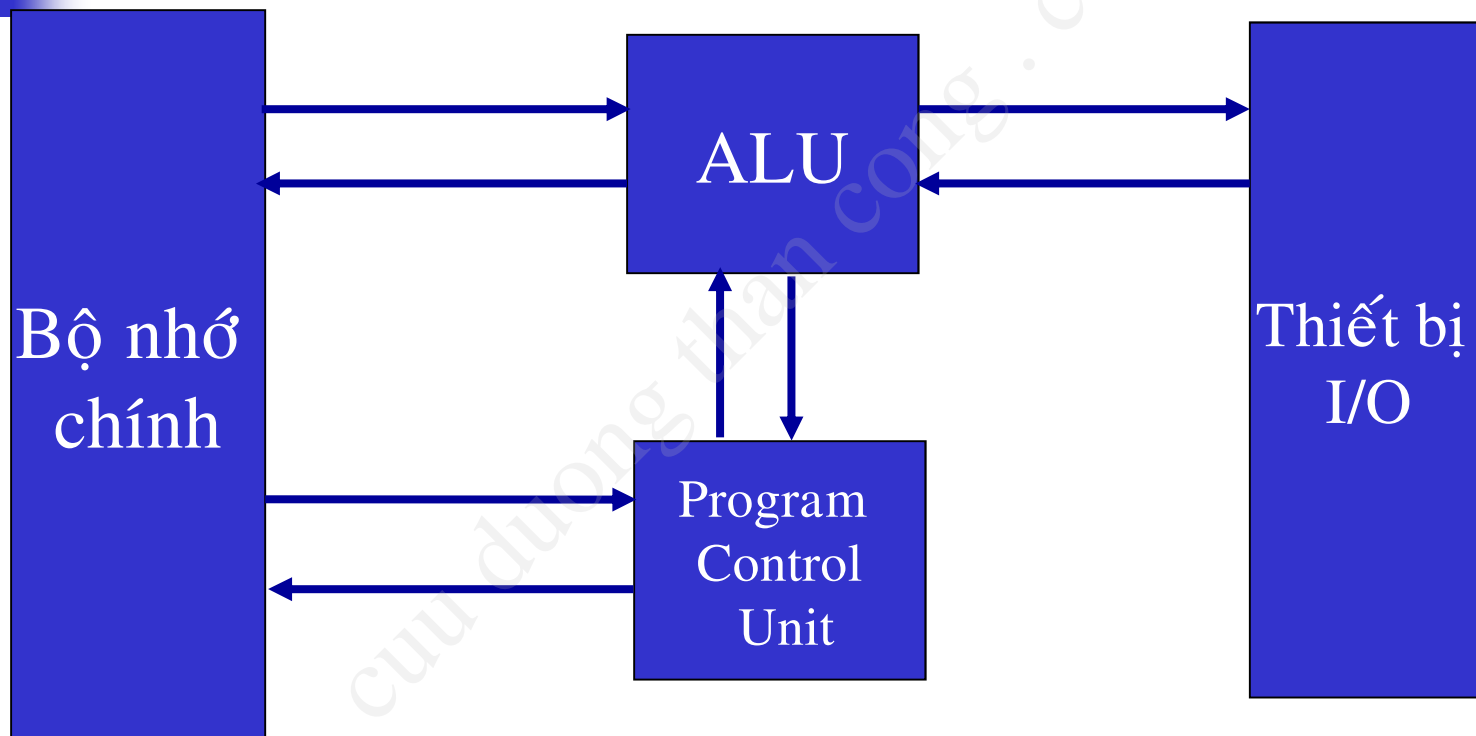 Bộ nhớ
chính
ALU
Program
Control
Unit
Thiết bị
I/O
cuu duong than cong . c